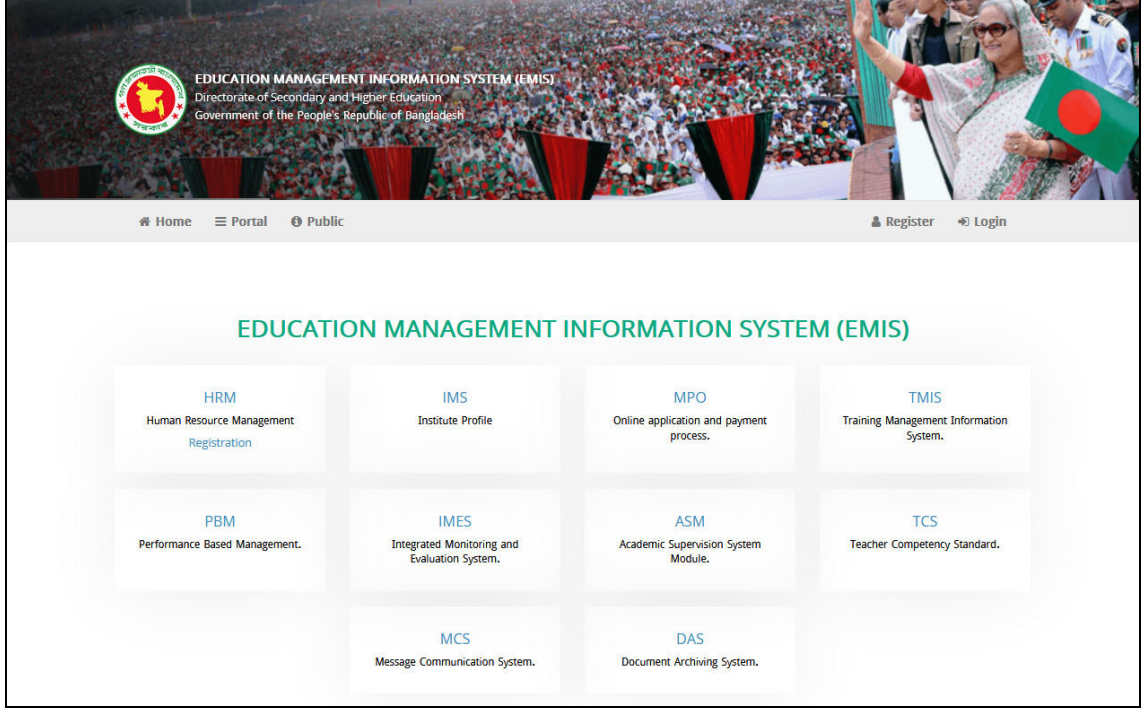 EDUCATION MANAGEMENT INFORMATION SYSTEM (EMIS)
Directorate of Secondary and Higher Education
Government of the People's Republic of Bangladesh
Home Portal Public Register Login
EDUCATION MANAGEMENT INFORMATION SYSTEM (EMIS)
HRM
Human Resource Management
Registration
IMS
Institute Profile
MPO
Online application and payment
process.
TMIS
Training Management Information
System.
PBM
Performance Based Management.
IMES
Integrated Monitoring and
Evaluation System.
ASM
Academic Supervision System
Module.
TCS
Teacher Competency Standard.
MCS
Message Communication System.
DAS
Document Archiving System.